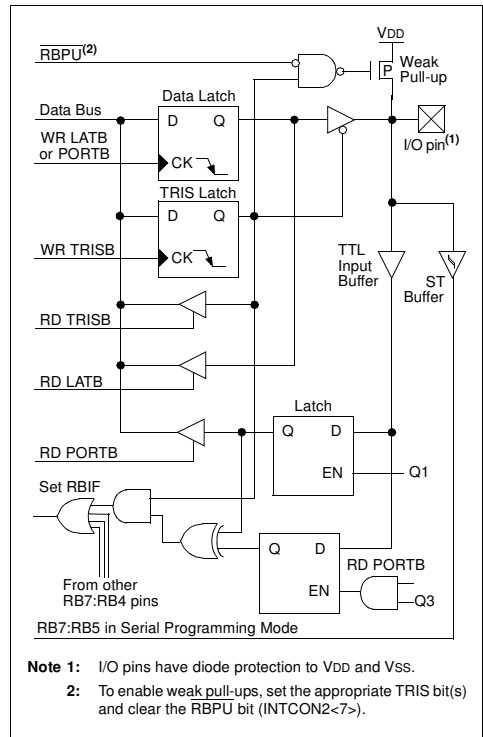 VDD
RBPU(2)
P
Weak
Pull-up
Data Bus
Data Latch
D Q
WR LATB
or PORTB
CK
I/O pin(1)
TRIS Latch
D Q
WR TRISB
CK
TTL
Input
Buffer
ST
Buffer
RD TRISB
RD LATB
Latch
Q D
RD PORTB
EN
Q1
Set RBIF
Q D
RD PORTB
EN
Q3
From other
RB7:RB4 pins
RB7:RB5 in Serial Programming Mode
Note 1: I/O pins have diode protection to VDD and VSS.
2: To enable weak pull-ups, set the appropriate TRIS bit(s)
and clear the RBPU bit (INTCON2<7>).